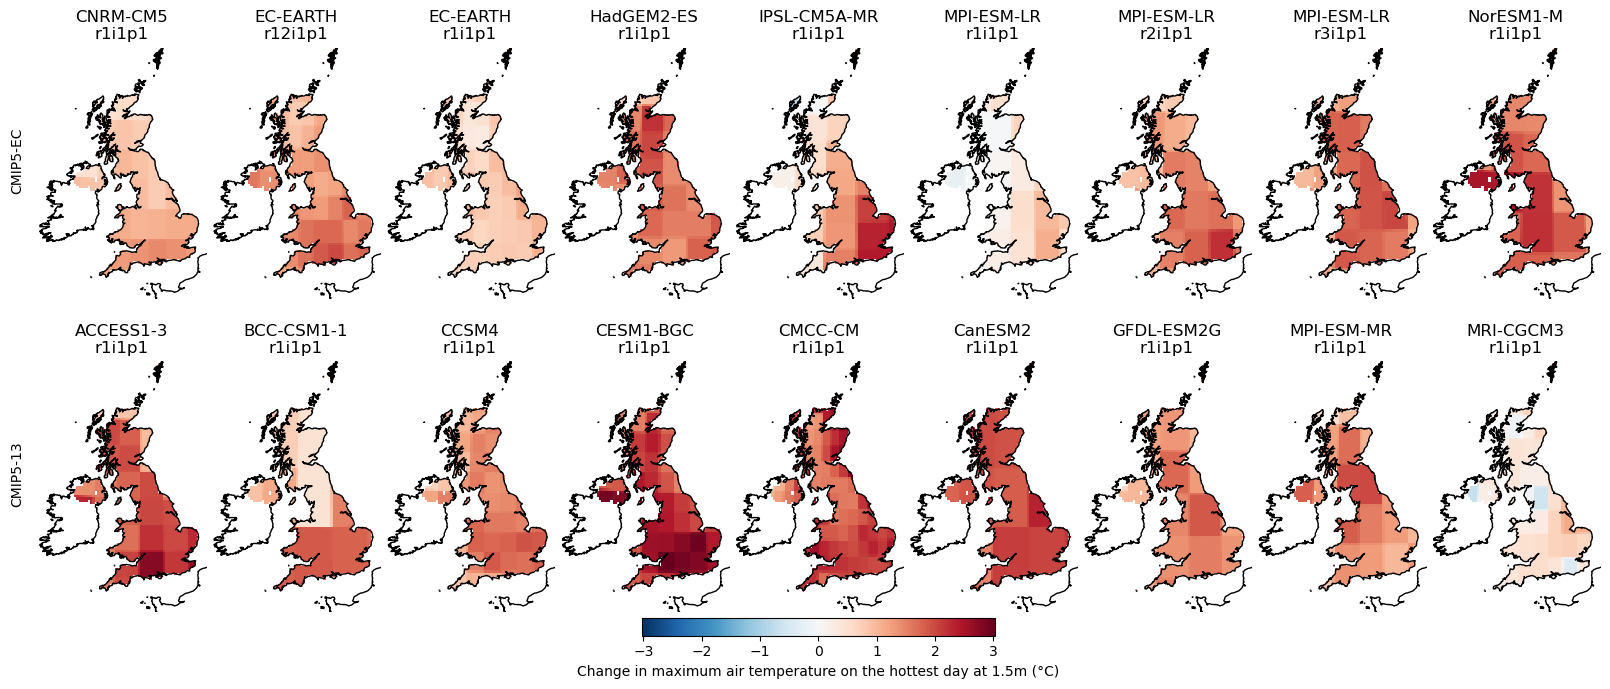 CNRM-CM5 EC-EARTH EC-EARTH HadGEM2-ES IPSL-CM5A-MR MPI-ESM-LR MPI-ESM-LR MPI-ESM-LR NorESM1-M
r1i1p1 r12i1p1 r1i1p1 r1i1p1 r1i1p1 r1i1p1 r2i1p1 r3i1p1 r1i1p1
CMIP5-EC
ACCESS1-3 BCC-CSM1-1 CCSM4 CESM1-BGC CMCC-CM CanESM2 GFDL-ESM2G MPI-ESM-MR MRI-CGCM3
r1i1p1 r1i1p1 r1i1p1 r1i1p1 r1i1p1 r1i1p1 r1i1p1 r1i1p1 r1i1p1
CMIP5-13
−3 −2 −1 0 1 2 3
Change in maximum air temperature on the hottest day at 1.5m (°C)